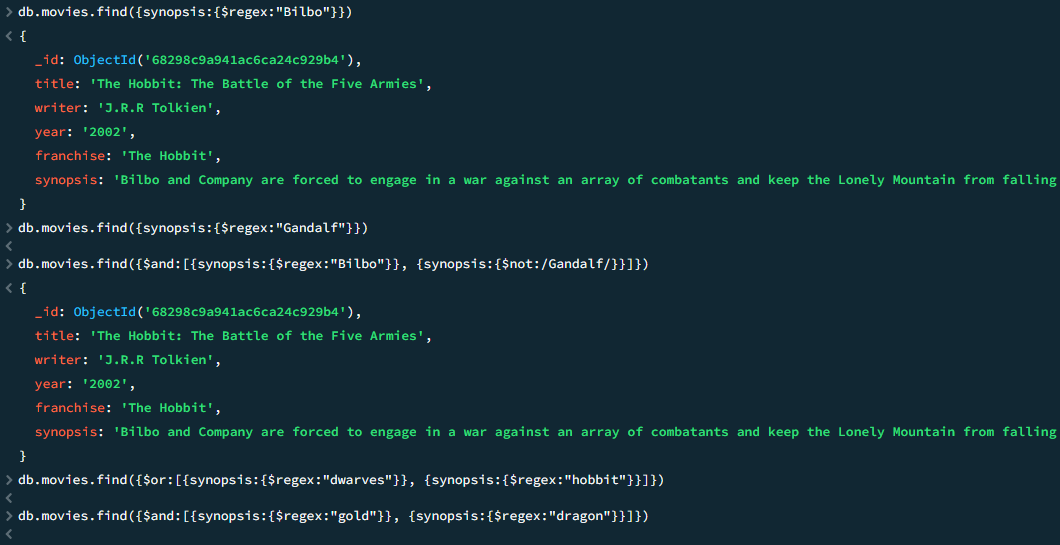 > db.movies.find({synopsis:{$regex:"Bilbo"}})
< {
_id: ObjectId('68298c9a941ac6ca24c929b4'),
title: 'The Hobbit: The Battle of the Five Armies',
writer: 'J.R.R Tolkien',
year: '2002',
franchise: 'The Hobbit',
synopsis: 'Bilbo and Company are forced to engage in a war against an array of combatants and keep the Lonely Mountain from falling
}
> db.movies.find({synopsis:{$regex:"Gandalf"}})
<
> db.movies.find({$and:[{synopsis:{$regex:"Bilbo"}}, {synopsis:{$not:/Gandalf/}}]})
< {
_id: ObjectId('68298c9a941ac6ca24c929b4'),
title: 'The Hobbit: The Battle of the Five Armies',
writer: 'J.R.R Tolkien',
year: '2002',
franchise: 'The Hobbit',
synopsis: 'Bilbo and Company are forced to engage in a war against an array of combatants and keep the Lonely Mountain from falling
}
> db.movies.find({$or:[{synopsis:{$regex:"dwarves"}}, {synopsis:{$regex:"hobbit"}}]})
<
> db.movies.find({$and:[{synopsis:{$regex:"gold"}}, {synopsis:{$regex:"dragon"}}]})
<